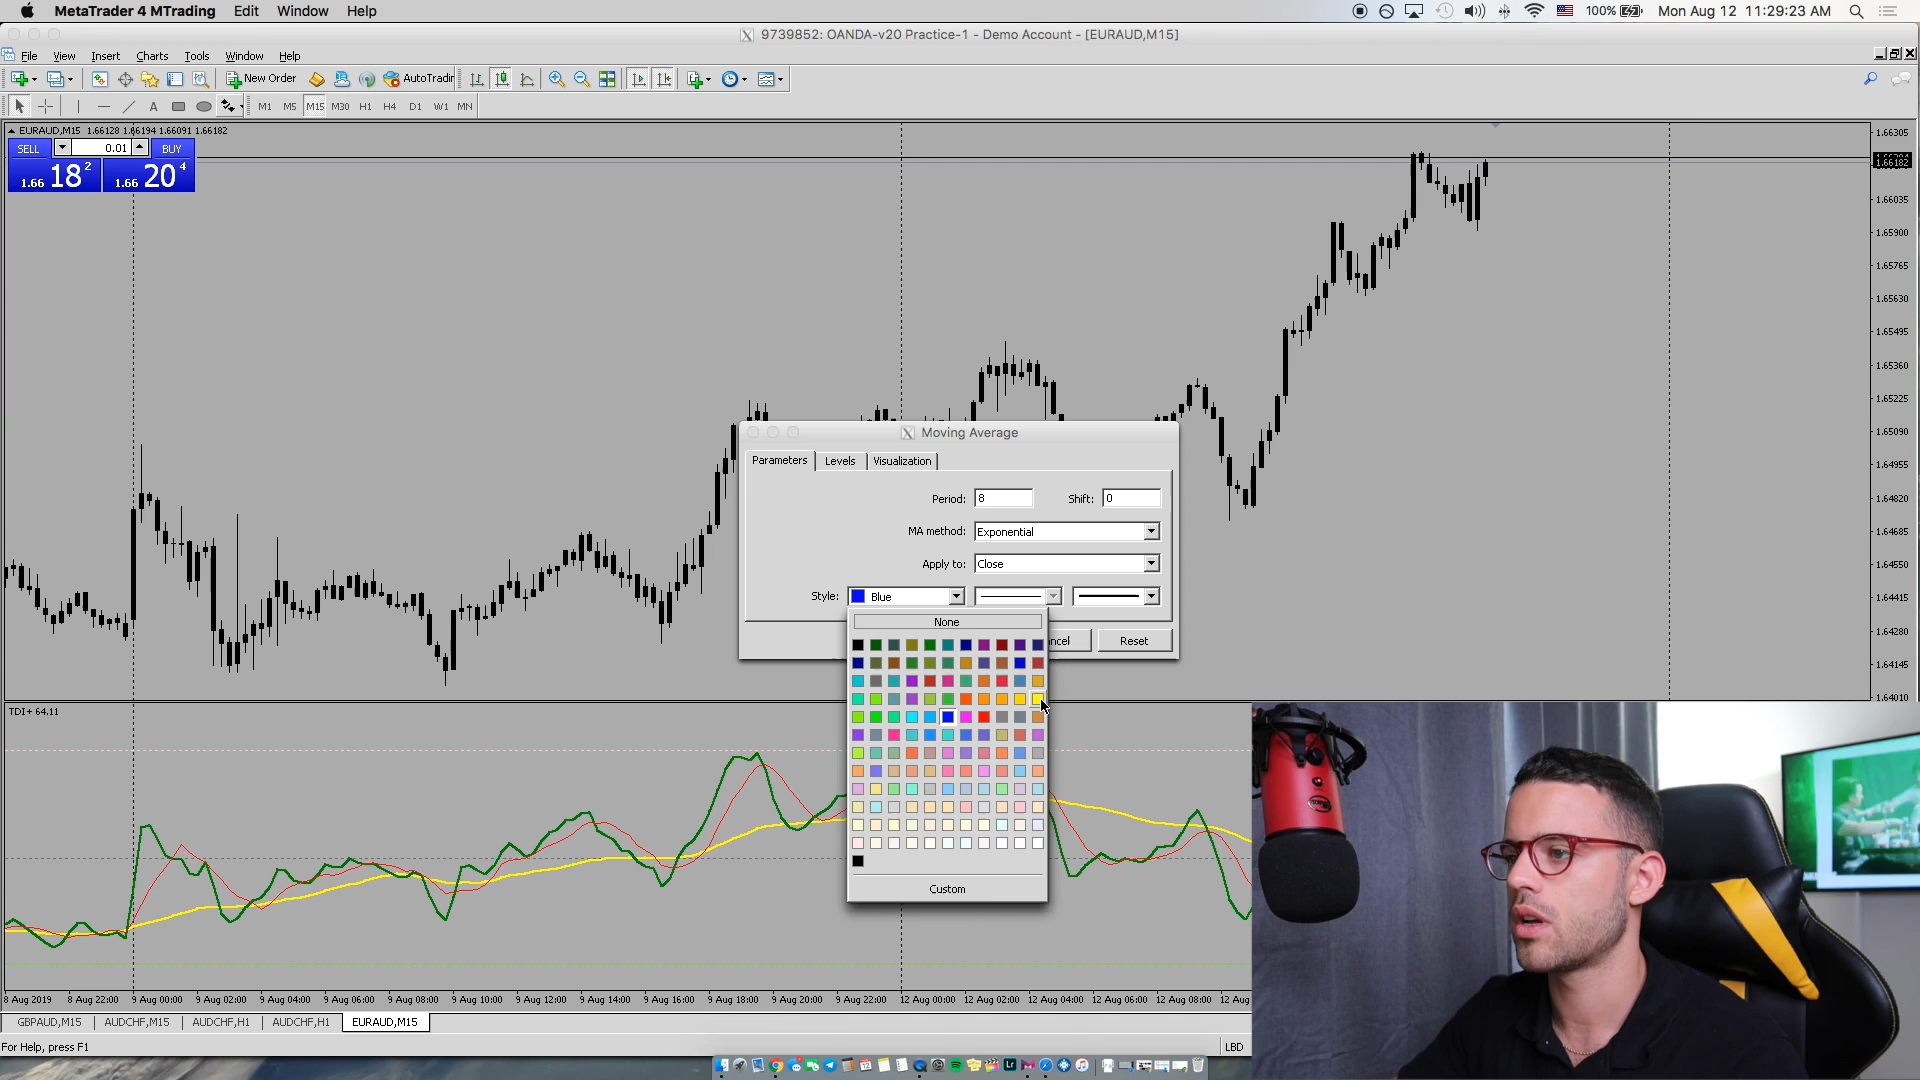 MetaTrader 4 MTrading Edit Window Help 100% Mon Aug 12 11:29:23 AM
9739852: OANDA-v20 Practice-1 - Demo Account - [EURAUD,M15]
File View Insert Charts Tools Window Help
New Order AutoTradin
A M1 M5 M15 M30 H1 H4 D1 W1 MN
EURAUD,M15 1.66128 1.66194 1.66091 1.66182
SELL 0.01 BUY
1.66 18 2 1.66 20 4
1.66305
1.66182
1.66035
1.65900
1.65765
1.65630
1.65495
1.65360
1.65225
1.65090
1.64955
1.64820
1.64685
1.64550
1.64415
1.64280
1.64145
1.64010
Moving Average
Parameters Levels Visualization
Period: 8 Shift: 0
MA method: Exponential
Apply to: Close
Style: Blue
None
ncel Reset
Custom
TDI+ 64.11
8 Aug 2019 8 Aug 22:00 9 Aug 00:00 9 Aug 02:00 9 Aug 04:00 9 Aug 06:00 9 Aug 08:00 9 Aug 10:00 9 Aug 12:00 9 Aug 14:00 9 Aug 16:00 9 Aug 18:00 9 Aug 20:00 9 Aug 22:00 12 Aug 00:00 12 Aug 02:00 12 Aug 04:00 12 Aug 06:00 12 Aug 08:00 12 Aug
GBPAUD,M15 AUDCHF,M15 AUDCHF,H1 AUDCHF,H1 EURAUD,M15
For Help, press F1 LBD